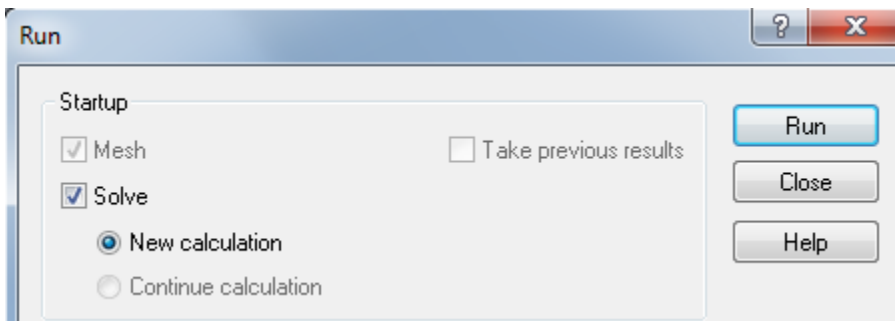 Run
Startup
Mesh
Take previous results
Solve
New calculation
Continue calculation
Run
Close
Help